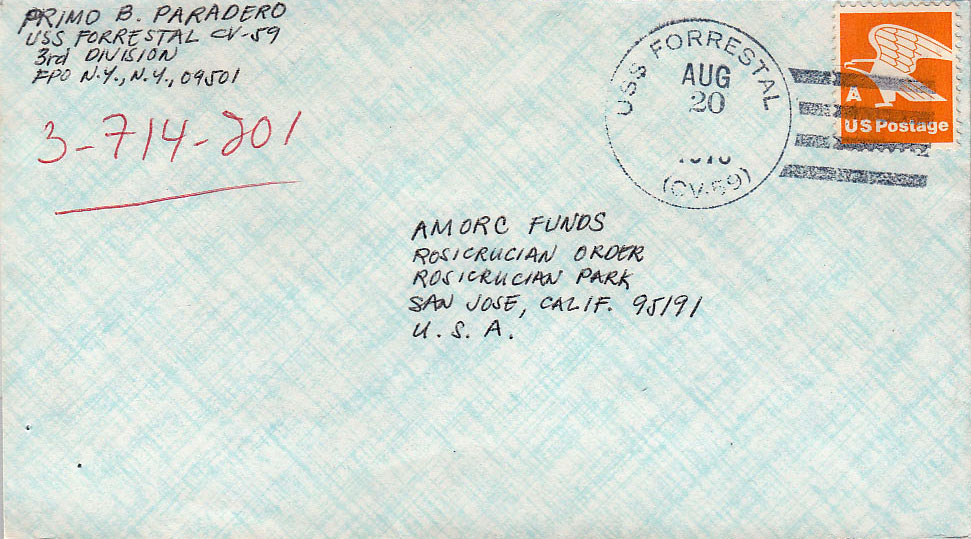 PRIMO B. PARADERO
USS FORRESTAL CV-59
3rd DIVISION
FPO N.Y., N.Y., 09501
3-714-201
USS FORRESTAL
AUG
20
(CV-59)
A
US Postage
AMORC FUNDS
ROSICRUCIAN ORDER
ROSICRUCIAN PARK
SAN JOSE, CALIF. 95191
U. S. A.